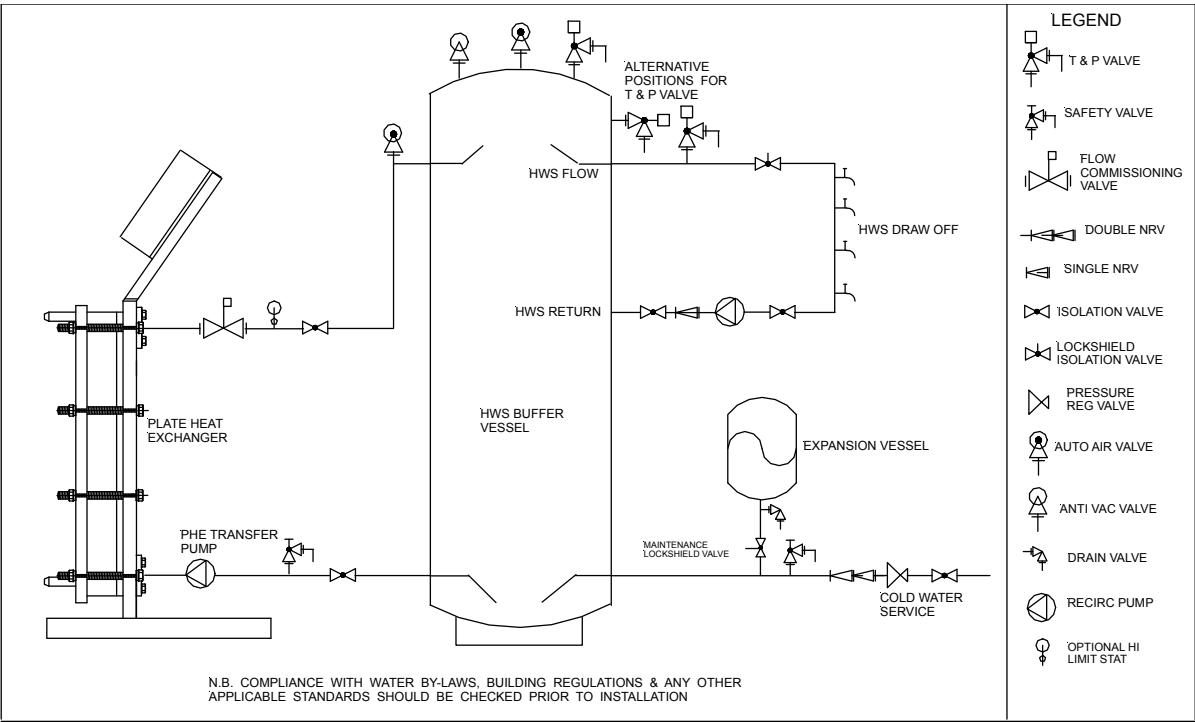 ALTERNATIVE
POSITIONS FOR
T & P VALVE
HWS FLOW
HWS DRAW OFF
HWS RETURN
PLATE HEAT
EXCHANGER
HWS BUFFER
VESSEL
EXPANSION VESSEL
PHE TRANSFER
PUMP
MAINTENANCE
LOCKSHIELD VALVE
COLD WATER
SERVICE
N.B. COMPLIANCE WITH WATER BY-LAWS, BUILDING REGULATIONS & ANY OTHER
APPLICABLE STANDARDS SHOULD BE CHECKED PRIOR TO INSTALLATION
LEGEND
T & P VALVE
SAFETY VALVE
FLOW
COMMISSIONING
VALVE
DOUBLE NRV
SINGLE NRV
ISOLATION VALVE
LOCKSHIELD
ISOLATION VALVE
PRESSURE
REG VALVE
AUTO AIR VALVE
ANTI VAC VALVE
DRAIN VALVE
RECIRC PUMP
OPTIONAL HI
LIMIT STAT